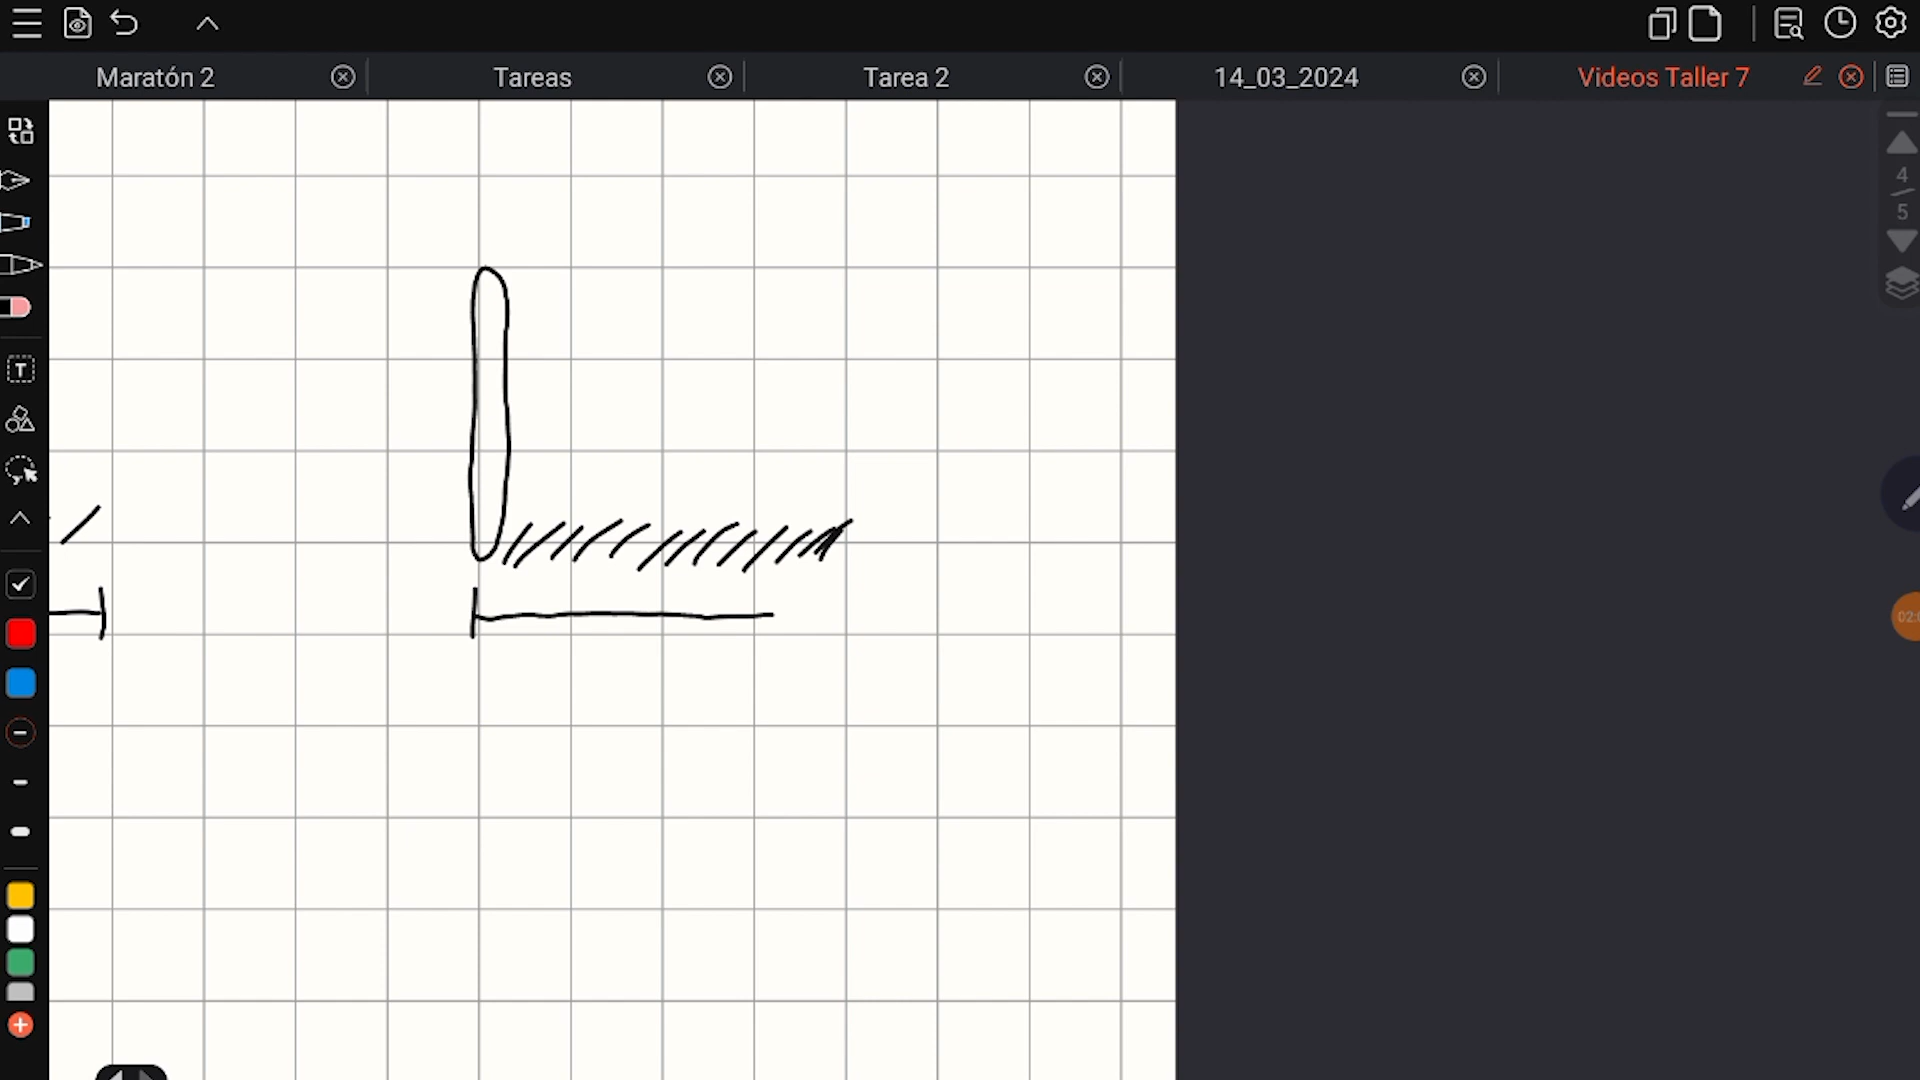 Maratón 2
Tareas
Tarea 2
14_03_2024
Videos Taller 7
4
5
T